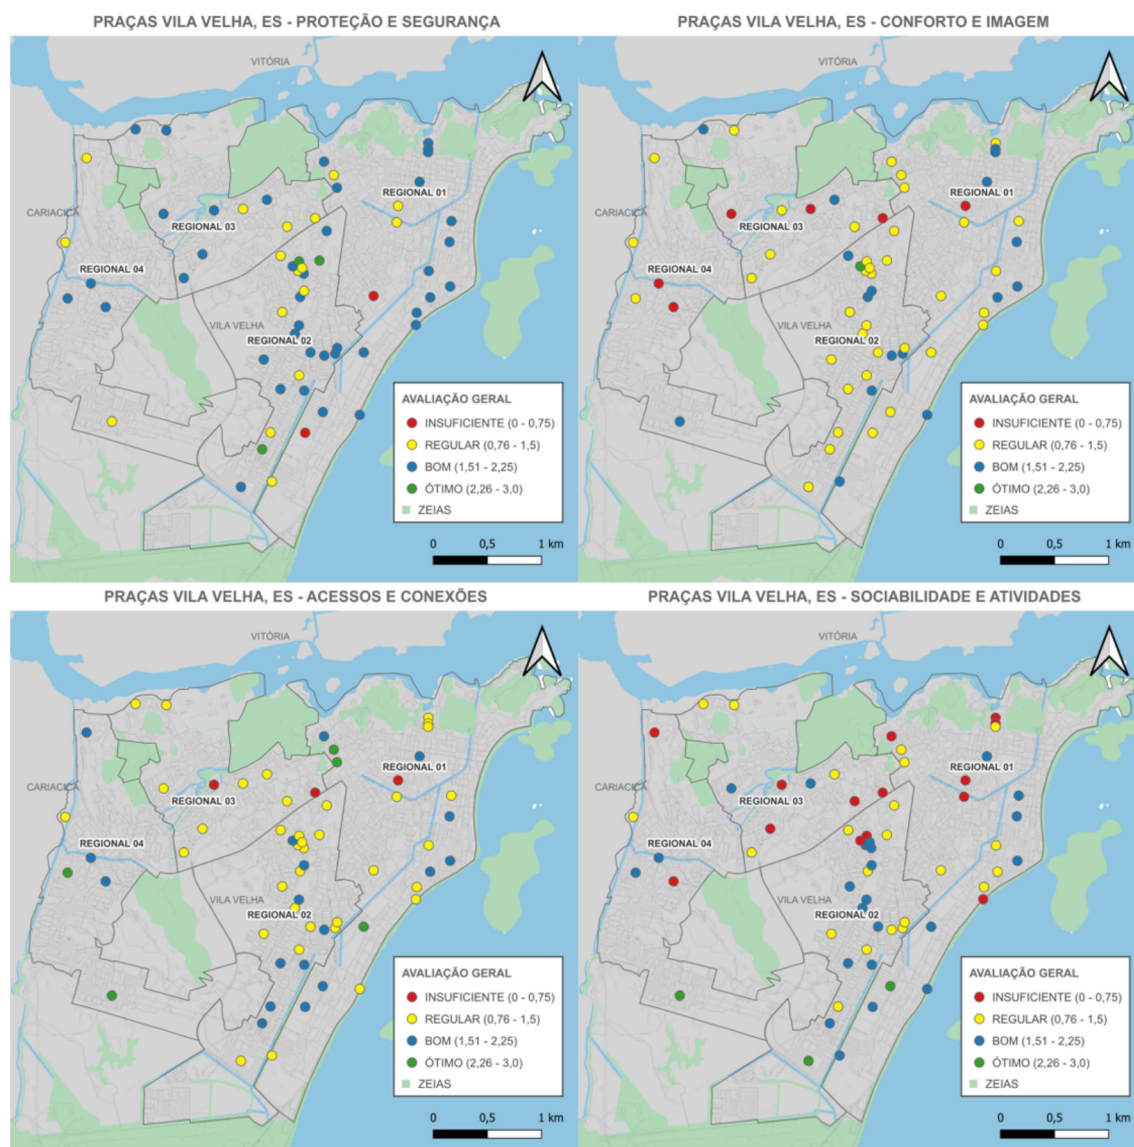 PRAÇAS VILA VELHA, ES - PROTEÇÃO E SEGURANÇA
VITÓRIA
REGIONAL 01
CARIACICA
REGIONAL 03
REGIONAL 04
VILA VELHA
REGIONAL 02
AVALIAÇÃO GERAL
INSUFICIENTE (0 - 0,75)
REGULAR (0,76 - 1,5)
BOM (1,51 - 2,25)
ÓTIMO (2,26 - 3,0)
ZEIAS
0 0,5 1 km
PRAÇAS VILA VELHA, ES - CONFORTO E IMAGEM
VITÓRIA
REGIONAL 01
CARIACICA
REGIONAL 03
REGIONAL 04
VILA VELHA
REGIONAL 02
AVALIAÇÃO GERAL
INSUFICIENTE (0 - 0,75)
REGULAR (0,76 - 1,5)
BOM (1,51 - 2,25)
ÓTIMO (2,26 - 3,0)
ZEIAS
0 0,5 1 km
PRAÇAS VILA VELHA, ES - ACESSOS E CONEXÕES
VITÓRIA
REGIONAL 01
CARIACICA
REGIONAL 03
REGIONAL 04
VILA VELHA
REGIONAL 02
AVALIAÇÃO GERAL
INSUFICIENTE (0 - 0,75)
REGULAR (0,76 - 1,5)
BOM (1,51 - 2,25)
ÓTIMO (2,26 - 3,0)
ZEIAS
0 0,5 1 km
PRAÇAS VILA VELHA, ES - SOCIABILIDADE E ATIVIDADES
VITÓRIA
REGIONAL 01
CARIACICA
REGIONAL 03
REGIONAL 04
VILA VELHA
REGIONAL 02
AVALIAÇÃO GERAL
INSUFICIENTE (0 - 0,75)
REGULAR (0,76 - 1,5)
BOM (1,51 - 2,25)
ÓTIMO (2,26 - 3,0)
ZEIAS
0 0,5 1 km